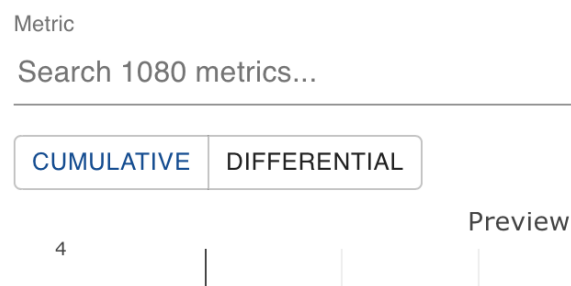 Metric
Search 1080 metrics...
CUMULATIVE DIFFERENTIAL
Preview
4